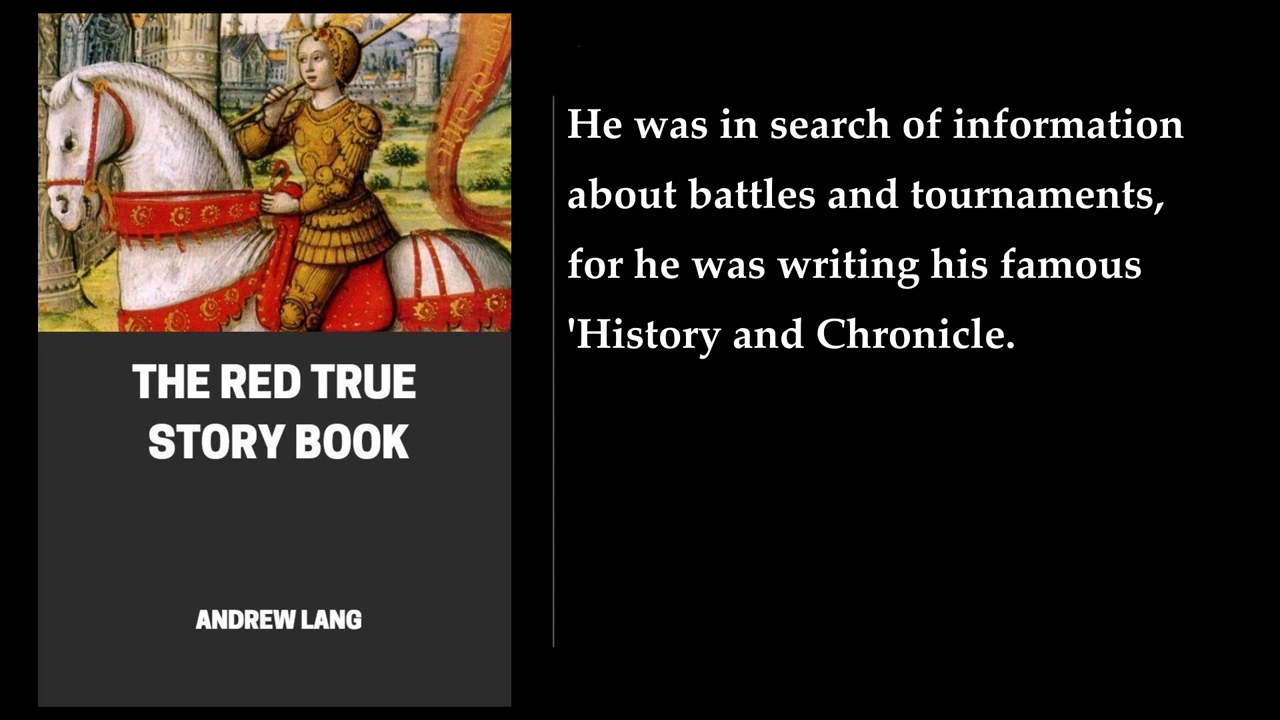 THE RED TRUE
STORY BOOK
ANDREW LANG
He was in search of information
about battles and tournaments,
for he was writing his famous
'History and Chronicle.